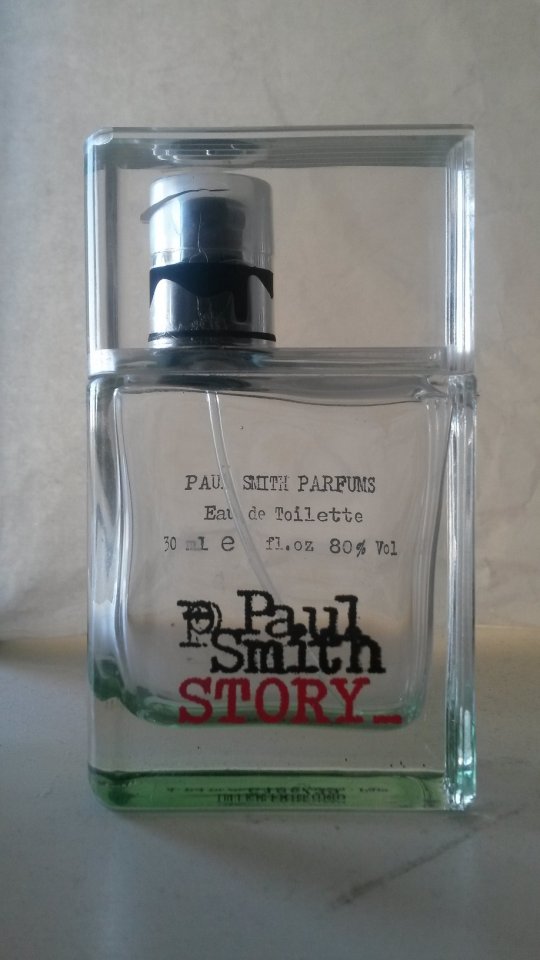 PAUL SMITH PARFUMS
Eau de Toilette
30 ml e fl.oz 80% Vol
P Paul
Smith
STORY_